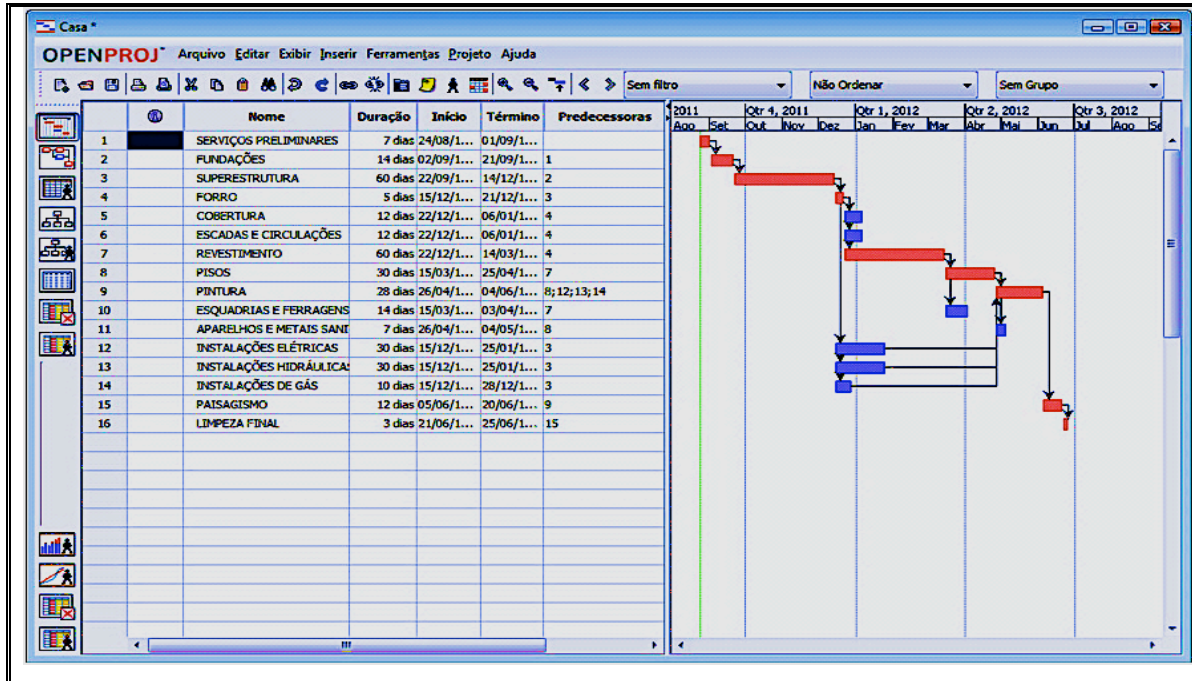 Casa *
OPENPROJ Arquivo Editar Exibir Inserir Ferramentas Projeto Ajuda
Sem filtro Não Ordenar Sem Grupo
Nome Duração Início Término Predecessoras
2011 Qtr 4, 2011 Qtr 1, 2012 Qtr 2, 2012 Qtr 3, 2012
Ago Set Out Nov Dez Jan Fev Mar Abr Mai Jun Jul Ago Se
1 SERVIÇOS PRELIMINARES 7 dias 24/08/1... 01/09/1...
2 FUNDAÇÕES 14 dias 02/09/1... 21/09/1... 1
3 SUPERESTRUTURA 60 dias 22/09/1... 14/12/1... 2
4 FORRO 5 dias 15/12/1... 21/12/1... 3
5 COBERTURA 12 dias 22/12/1... 06/01/1... 4
6 ESCADAS E CIRCULAÇÕES 12 dias 22/12/1... 06/01/1... 4
7 REVESTIMENTO 60 dias 22/12/1... 14/03/1... 4
8 PISOS 30 dias 15/03/1... 25/04/1... 7
9 PINTURA 28 dias 26/04/1... 04/06/1... 8;12;13;14
10 ESQUADRIAS E FERRAGENS 14 dias 15/03/1... 03/04/1... 7
11 APARELHOS E METAIS SANI 7 dias 26/04/1... 04/05/1... 8
12 INSTALAÇÕES ELÉTRICAS 30 dias 15/12/1... 25/01/1... 3
13 INSTALAÇÕES HIDRÁULICA 30 dias 15/12/1... 25/01/1... 3
14 INSTALAÇÕES DE GÁS 10 dias 15/12/1... 28/12/1... 3
15 PAISAGISMO 12 dias 05/06/1... 20/06/1... 9
16 LIMPEZA FINAL 3 dias 21/06/1... 25/06/1... 15